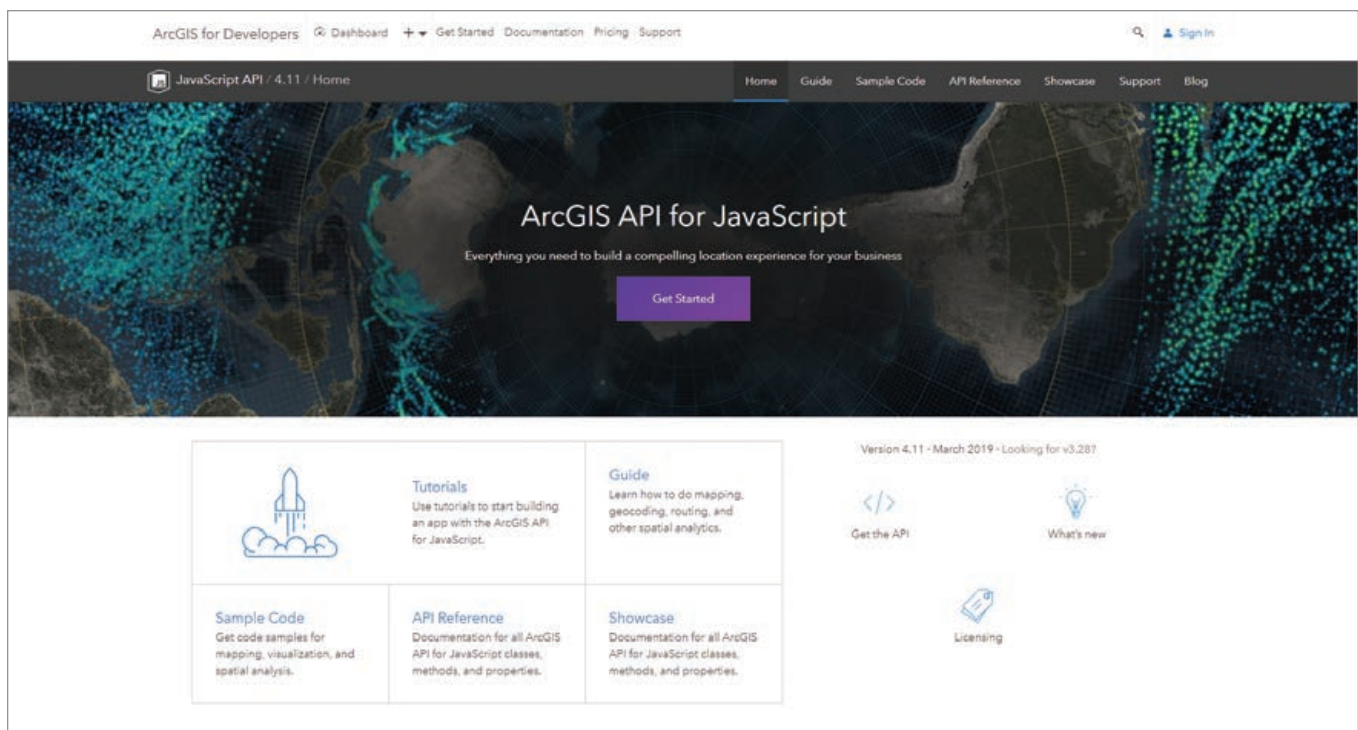 ArcGIS for Developers Dashboard Get Started Documentation Pricing Support Sign In
JS JavaScript API / 4.11 / Home Home Guide Sample Code API Reference Showcase Support Blog
ArcGIS API for JavaScript
Everything you need to build a compelling location experience for your business
Get Started
Tutorials
Use tutorials to start building
an app with the ArcGIS API
for JavaScript.
Guide
Learn how to do mapping,
geocoding, routing, and
other spatial analytics.
Sample Code
Get code samples for
mapping, visualization, and
spatial analysis.
API Reference
Documentation for all ArcGIS
API for JavaScript classes,
methods, and properties.
Showcase
Documentation for all ArcGIS
API for JavaScript classes,
methods, and properties.
Version 4.11 - March 2019 - Looking for v3.28?
</>
Get the API
What's new
Licensing